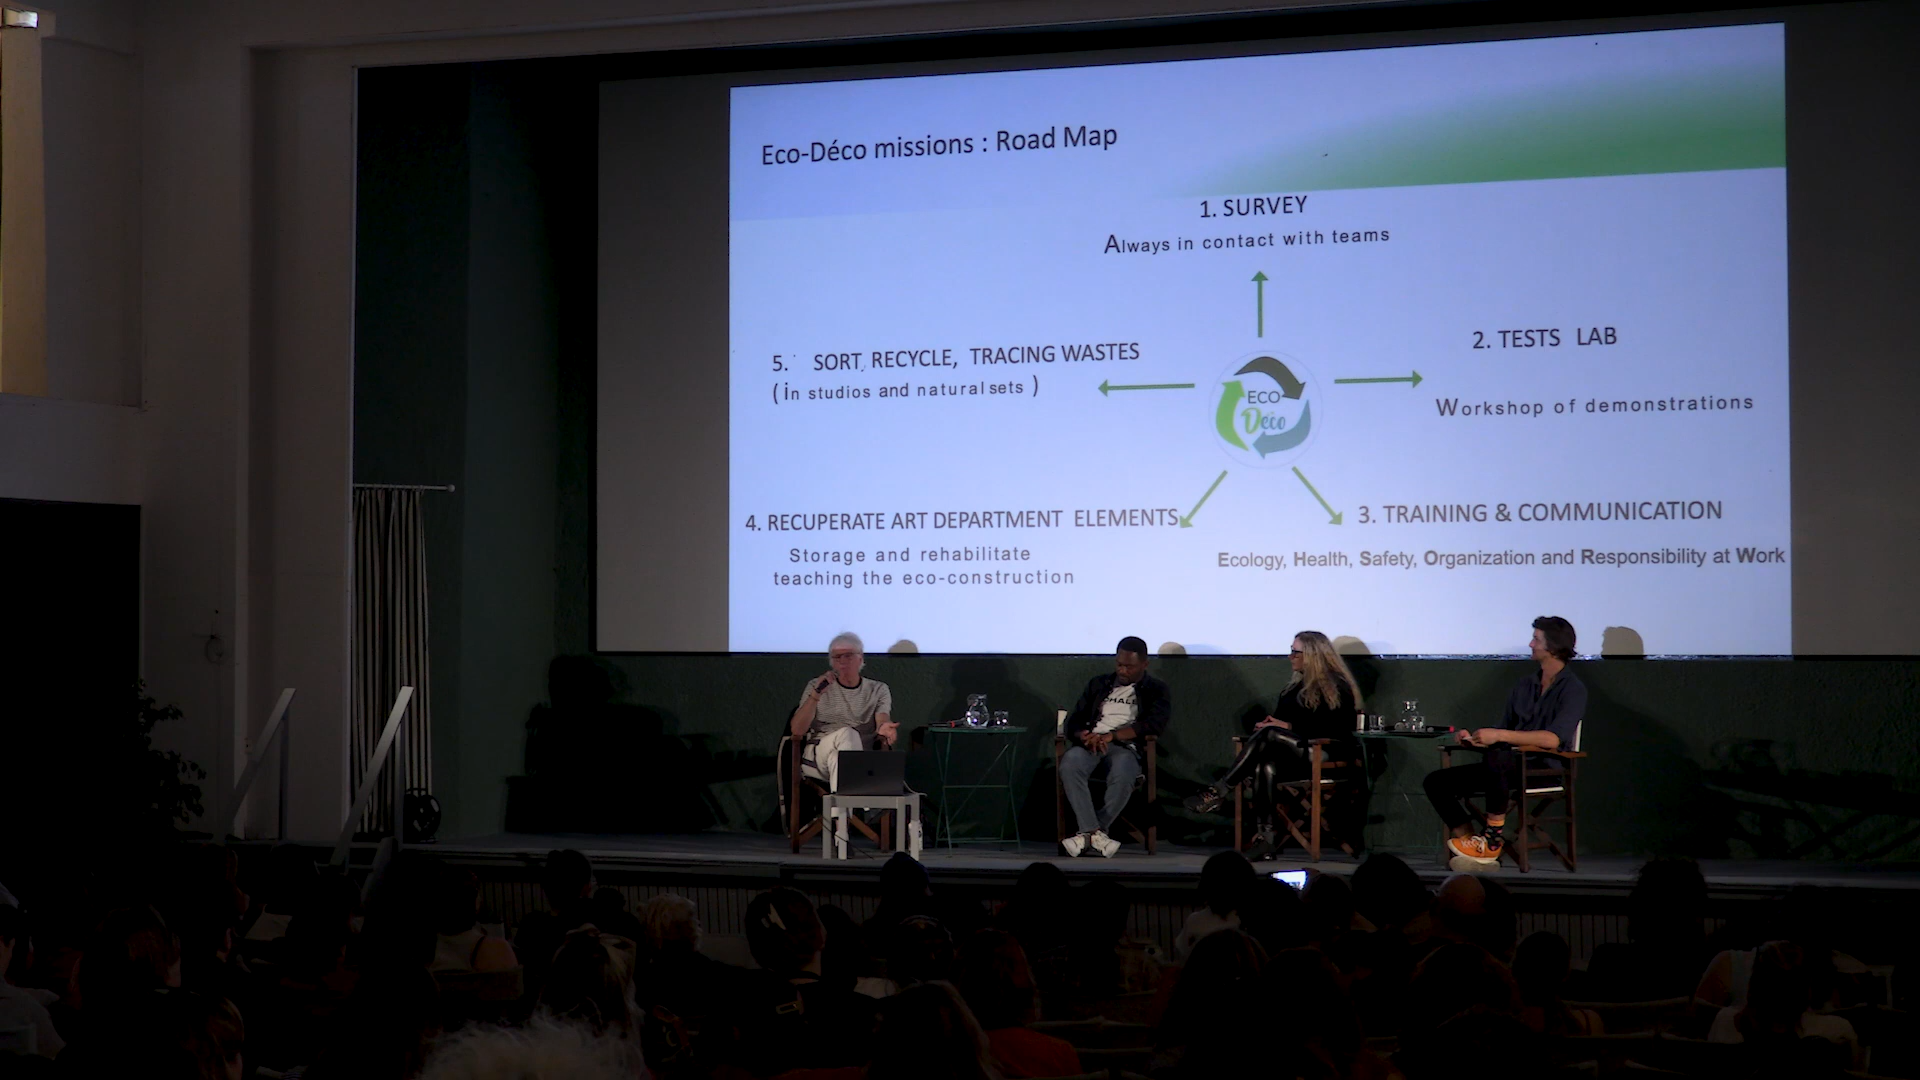 Eco-Déco missions : Road Map
1. SURVEY
Always in contact with teams
2. TESTS LAB
Workshop of demonstrations
3. TRAINING & COMMUNICATION
Ecology, Health, Safety, Organization and Responsibility at Work
4. RECUPERATE ART DEPARTMENT ELEMENTS
Storage and rehabilitate
teaching the eco-construction
5. SORT, RECYCLE, TRACING WASTES
(in studios and natural sets )
ECO
Déco